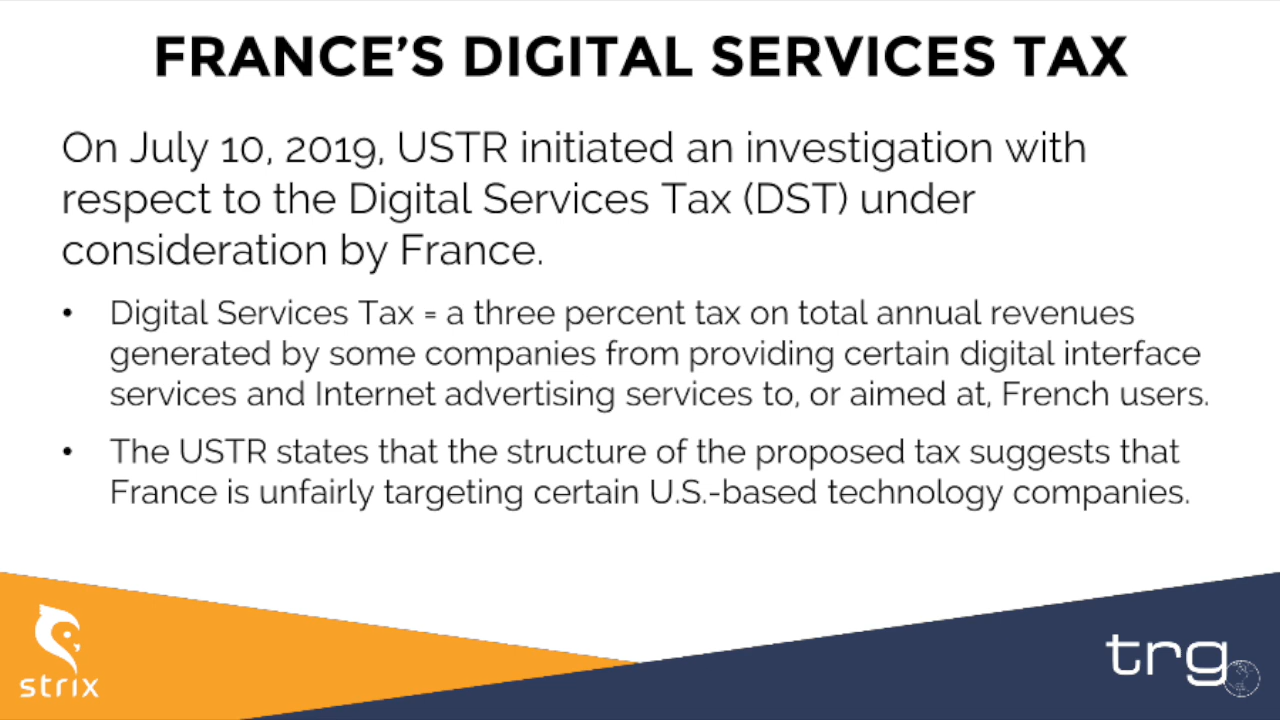 FRANCE’S DIGITAL SERVICES TAX
On July 10, 2019, USTR initiated an investigation with
respect to the Digital Services Tax (DST) under
consideration by France.
• Digital Services Tax = a three percent tax on total annual revenues
generated by some companies from providing certain digital interface
services and Internet advertising services to, or aimed at, French users.
• The USTR states that the structure of the proposed tax suggests that
France is unfairly targeting certain U.S.-based technology companies.
strix
trg